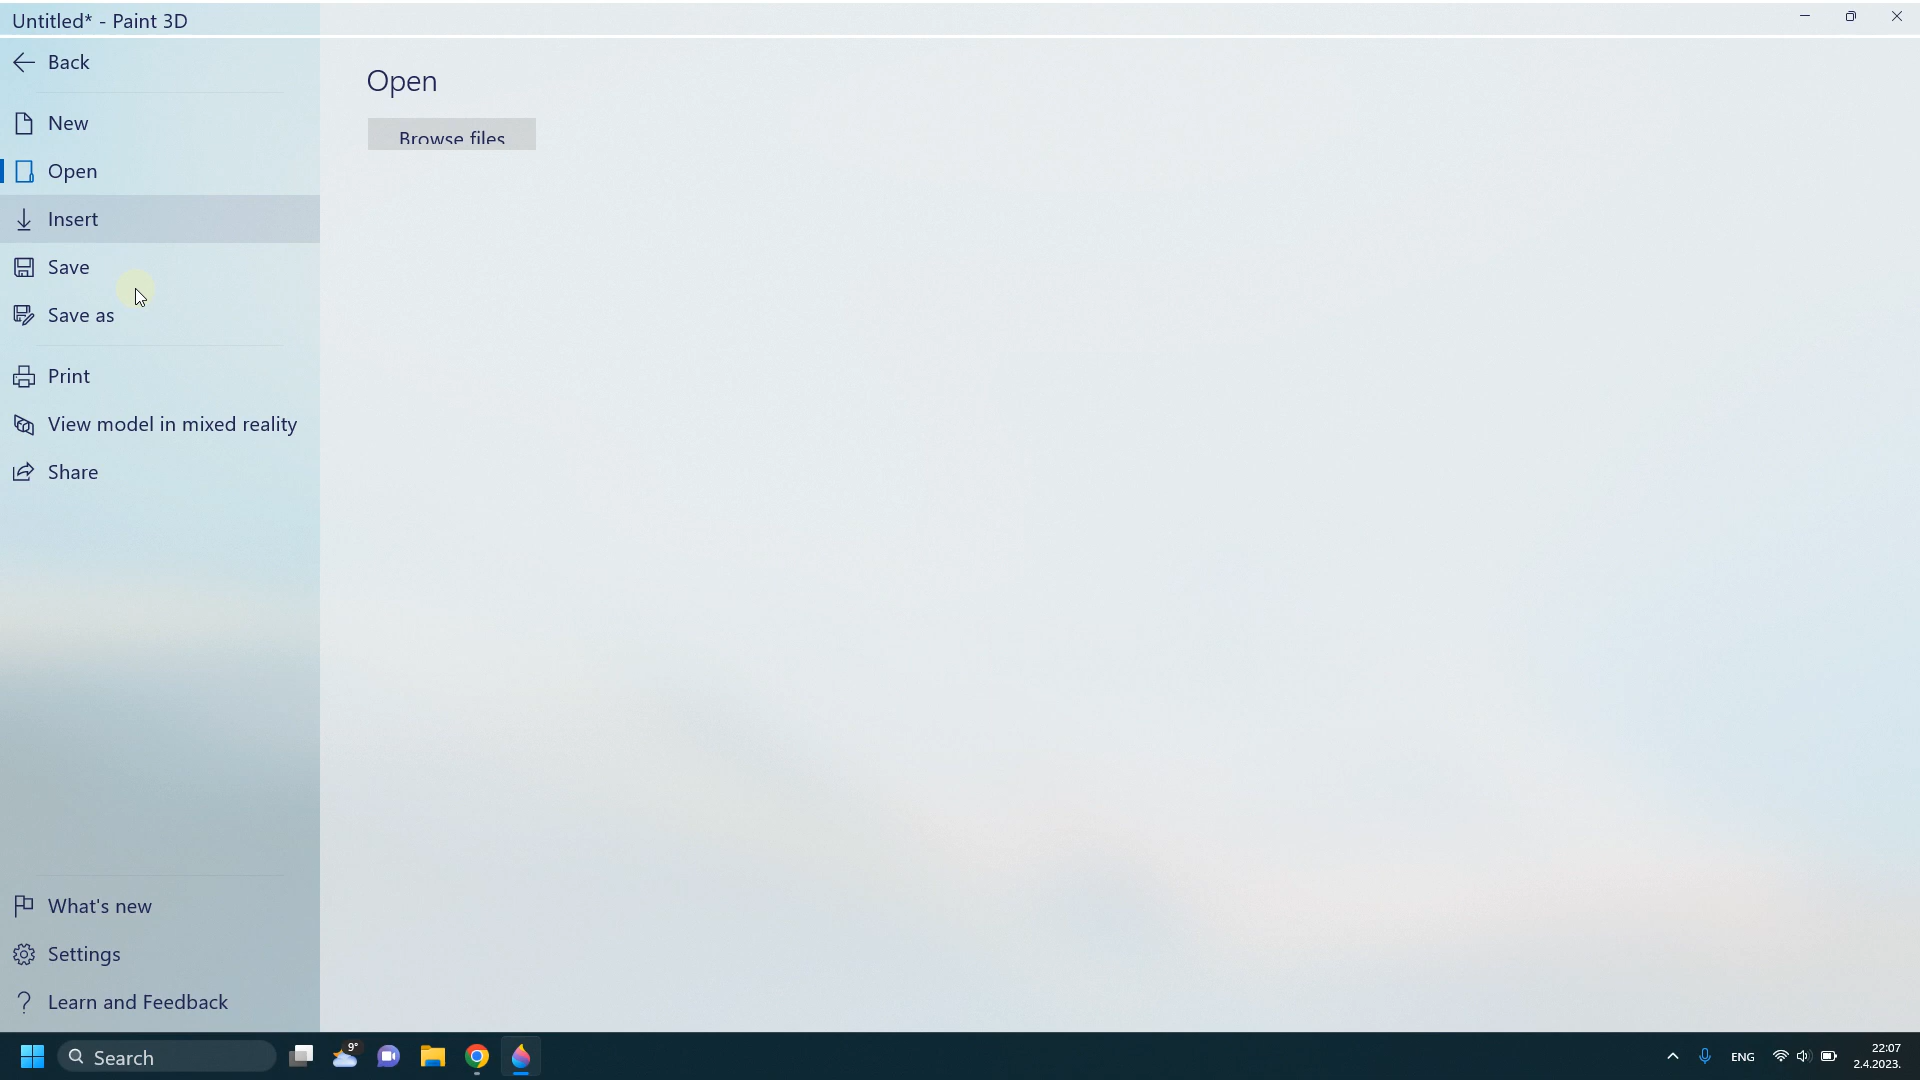 Untitled* - Paint 3D
Back
New
Open
Insert
Save
Save as
Print
View model in mixed reality
Share
What's new
Settings
Learn and Feedback
Open
Browse files
Search
9°
ENG
22:07
2.4.2023.